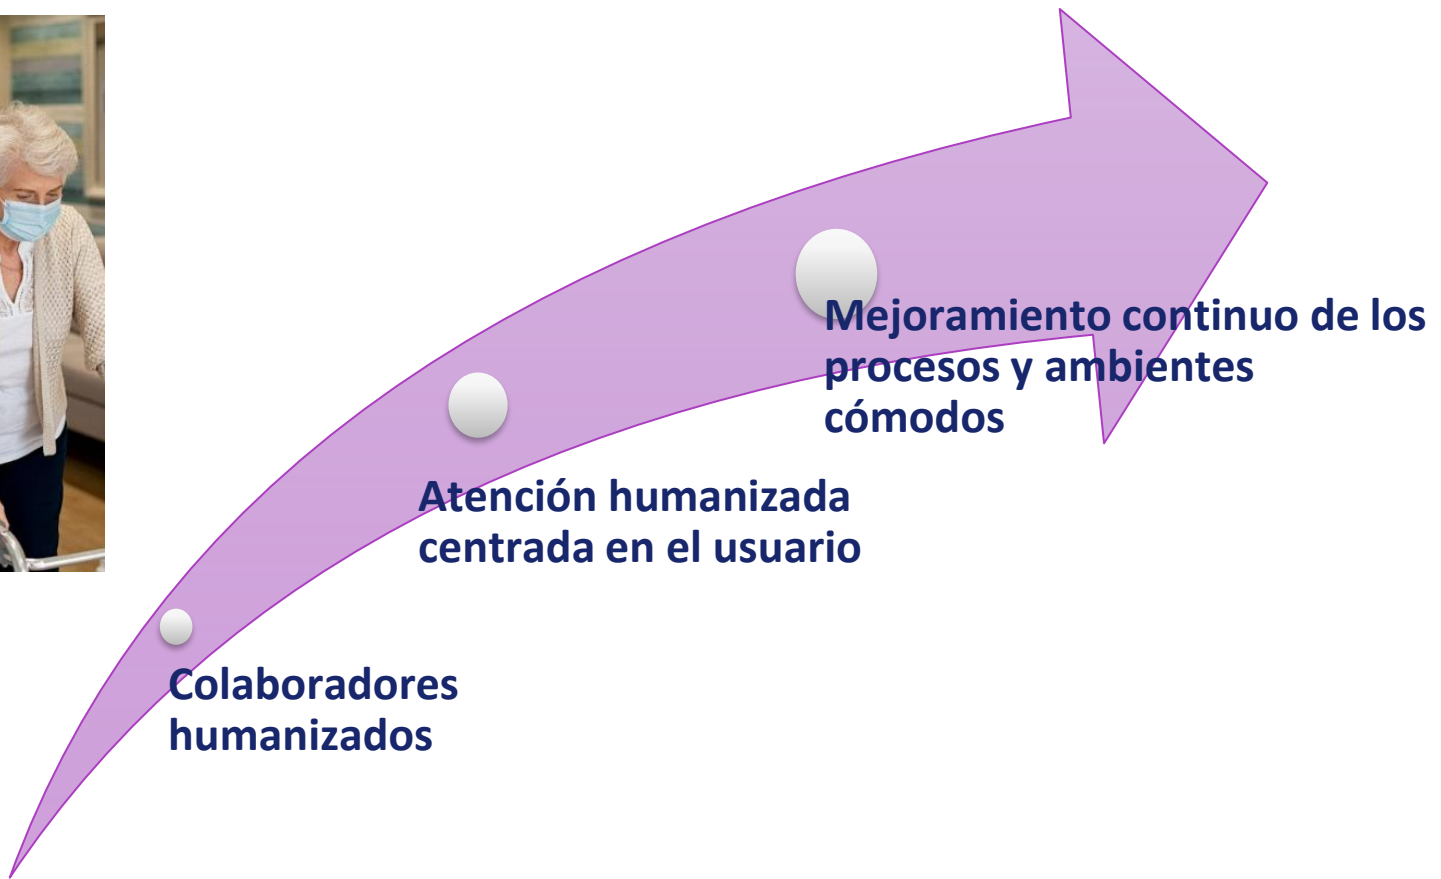 Mejoramiento continuo de los
procesos y ambientes
cómodos
Atención humanizada
centrada en el usuario
Colaboradores
humanizados